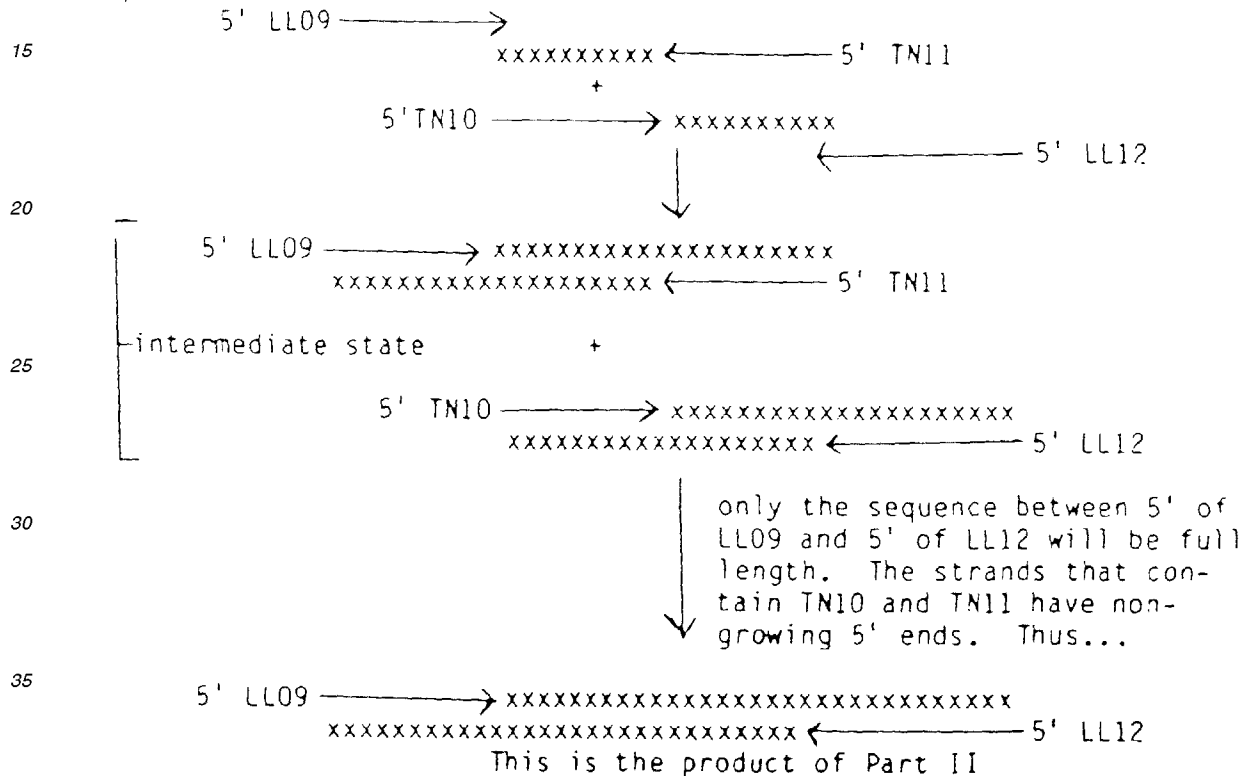 5' LL09
15
xxxxxxxxxx 5' TN11
+
5'TN10 xxxxxxxxxx
5' LL12
20
5' LL09 xxxxxxxxxxxxxxxxxxxxx
xxxxxxxxxxxxxxxxxxxx 5' TN11
intermediate state +
25
5' TN10 xxxxxxxxxxxxxxxxxxxxx
xxxxxxxxxxxxxxxxxxx 5' LL12
only the sequence between 5' of
30
LL09 and 5' of LL12 will be full
length. The strands that con-
tain TN10 and TN11 have non-
growing 5' ends. Thus...
35
5' LL09 xxxxxxxxxxxxxxxxxxxxxxxxxxxxxxx
xxxxxxxxxxxxxxxxxxxxxxxxxxxxx 5' LL12
This is the product of Part II